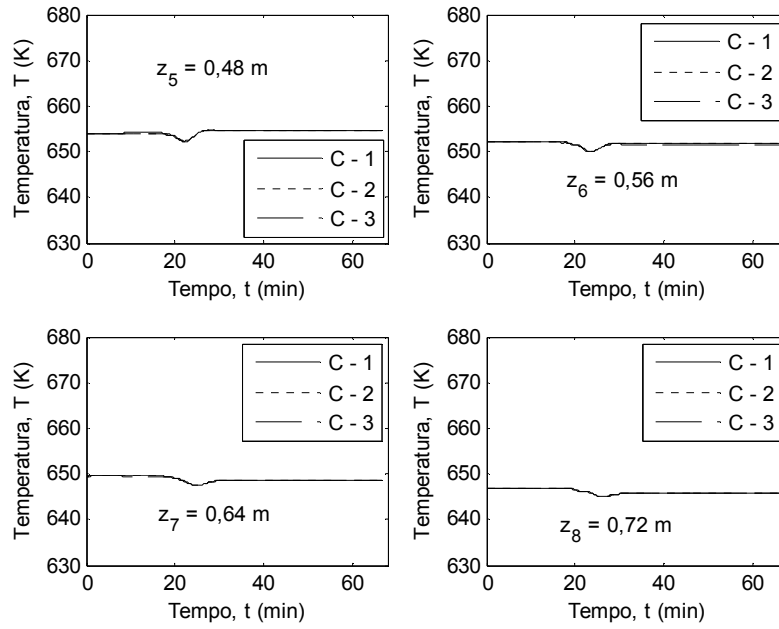 680
670
660
650
640
630
Temperatura, T (K)
z5 = 0,48 m
C - 1
C - 2
C - 3
0
20
40
60
Tempo, t (min)
680
670
660
650
640
630
Temperatura, T (K)
C - 1
C - 2
C - 3
z6 = 0,56 m
0
20
40
60
Tempo, t (min)
680
670
660
650
640
630
Temperatura, T (K)
C - 1
C - 2
C - 3
z7 = 0,64 m
0
20
40
60
Tempo, t (min)
680
670
660
650
640
630
Temperatura, T (K)
C - 1
C - 2
C - 3
z8 = 0,72 m
0
20
40
60
Tempo, t (min)